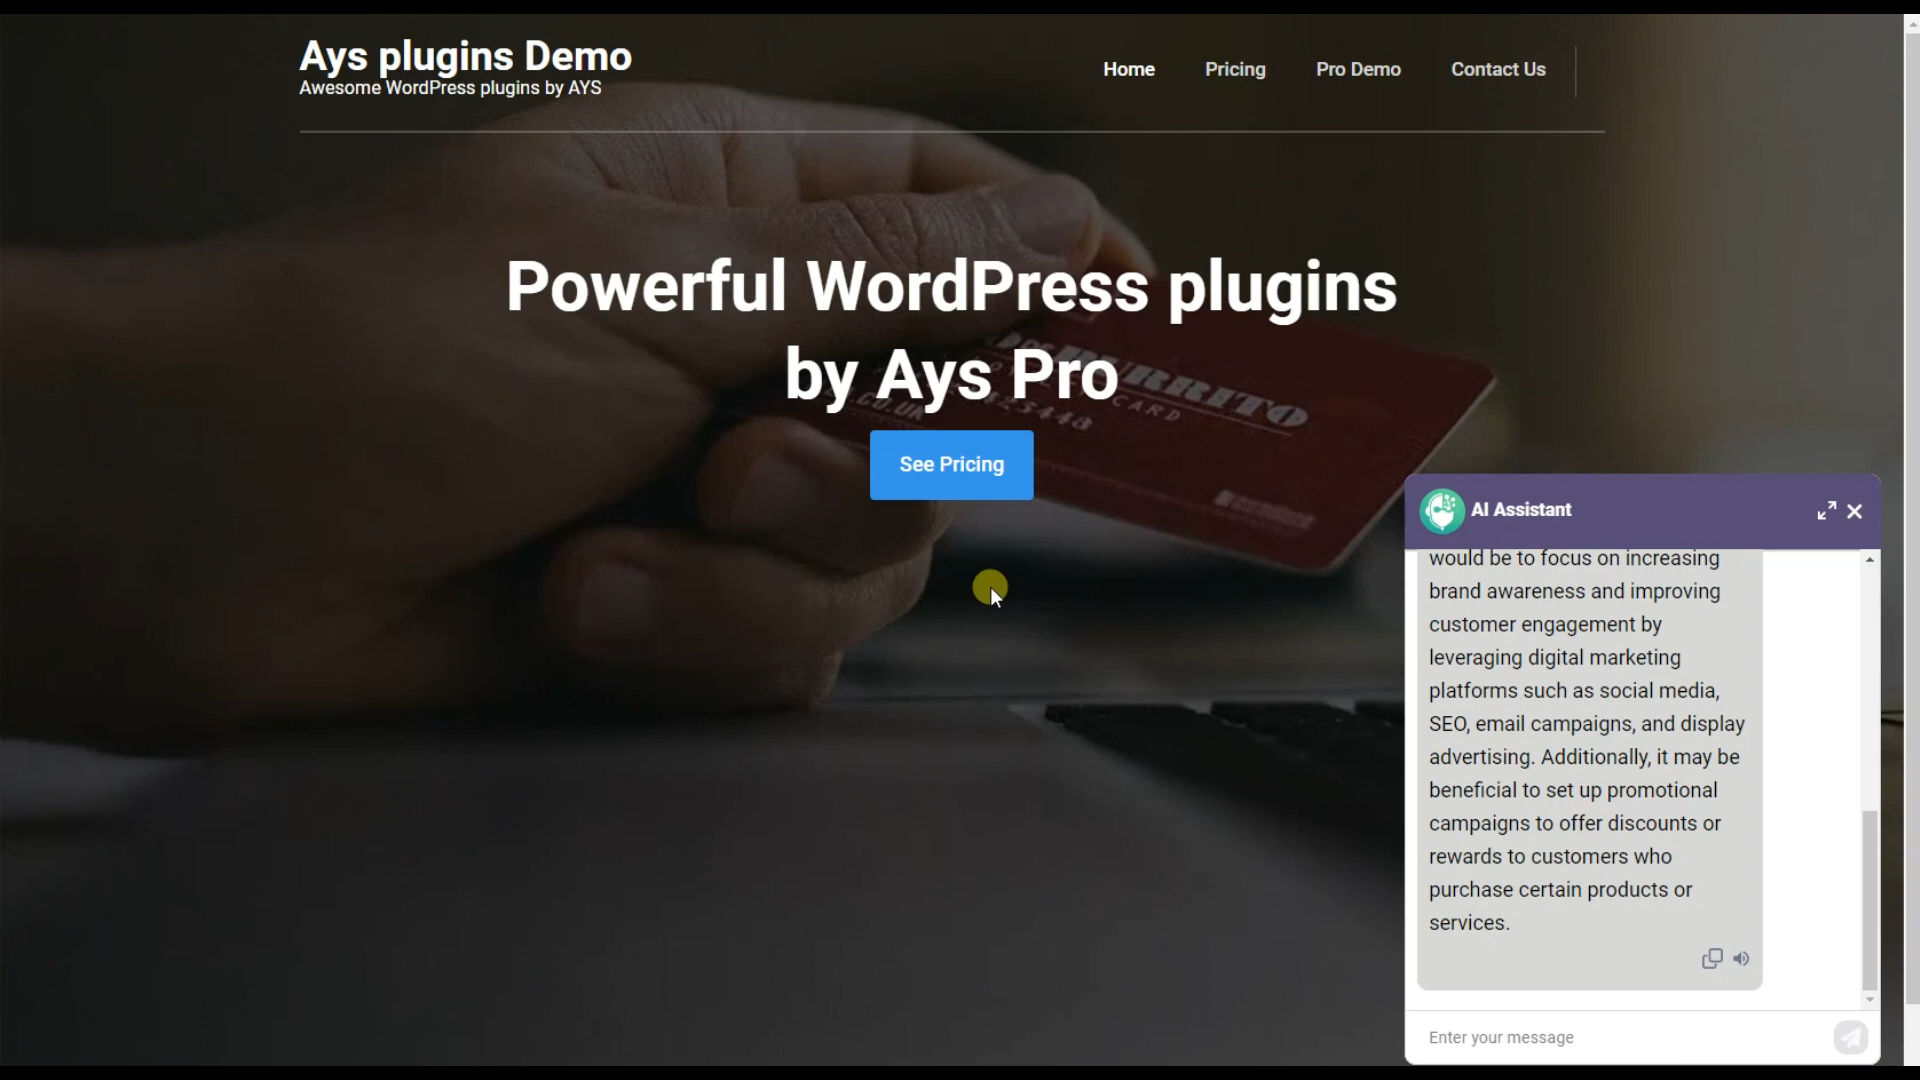 Ays plugins Demo
Awesome WordPress plugins by AYS
Home Pricing Pro Demo Contact Us
Powerful WordPress plugins
by Ays Pro
BURRITO
CARD
See Pricing
AI Assistant
would be to focus on increasing
brand awareness and improving
customer engagement by
leveraging digital marketing
platforms such as social media,
SEO, email campaigns, and display
advertising. Additionally, it may be
beneficial to set up promotional
campaigns to offer discounts or
rewards to customers who
purchase certain products or
services.
Enter your message